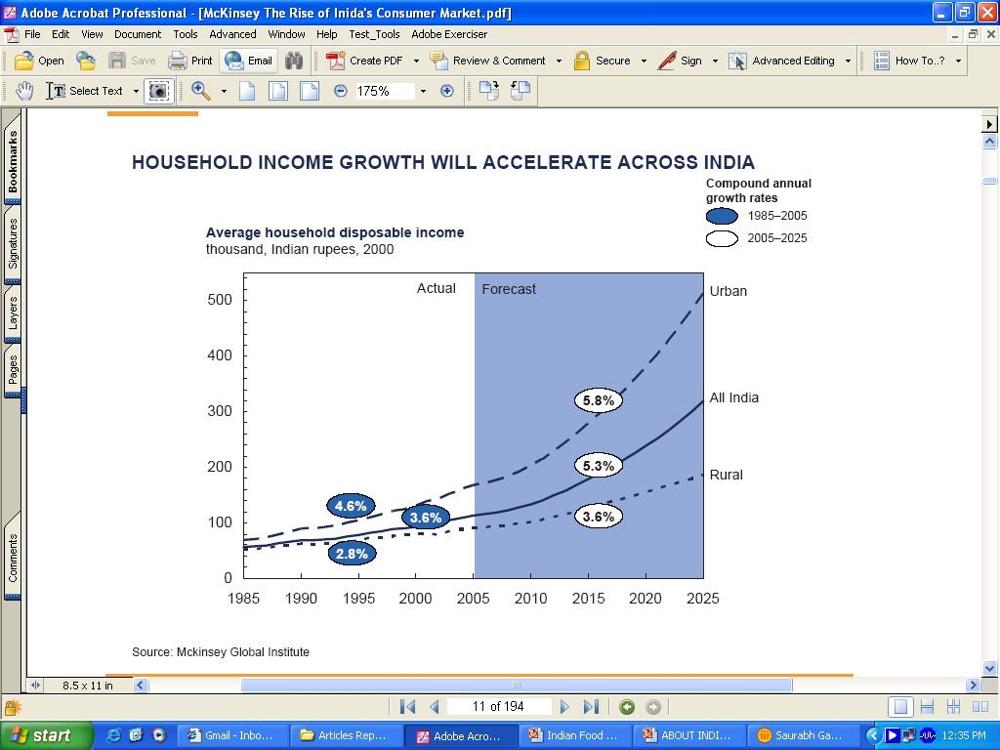 Adobe Acrobat Professional - [McKinsey The Rise of Inida's Consumer Market.pdf]
File Edit View Document Tools Advanced Window Help Test_Tools Adobe Exerciser
Open Save Print Email Create PDF Review & Comment Secure Sign Advanced Editing How To..?
Select Text 175%
Bookmarks
Signatures
Layers
Pages
Comments
HOUSEHOLD INCOME GROWTH WILL ACCELERATE ACROSS INDIA
Compound annual
growth rates
1985–2005
2005–2025
Average household disposable income
thousand, Indian rupees, 2000
Actual Forecast
500
400
300
200
100
0
Urban
All India
Rural
5.8%
5.3%
3.6%
4.6%
3.6%
2.8%
1985 1990 1995 2000 2005 2010 2015 2020 2025
Source: Mckinsey Global Institute
8.5 x 11 in
11 of 194
start Gmail - Inbo... Articles Rep... Adobe Acro... Indian Food ... ABOUT INDI... Saurabh Ga... 12:35 PM